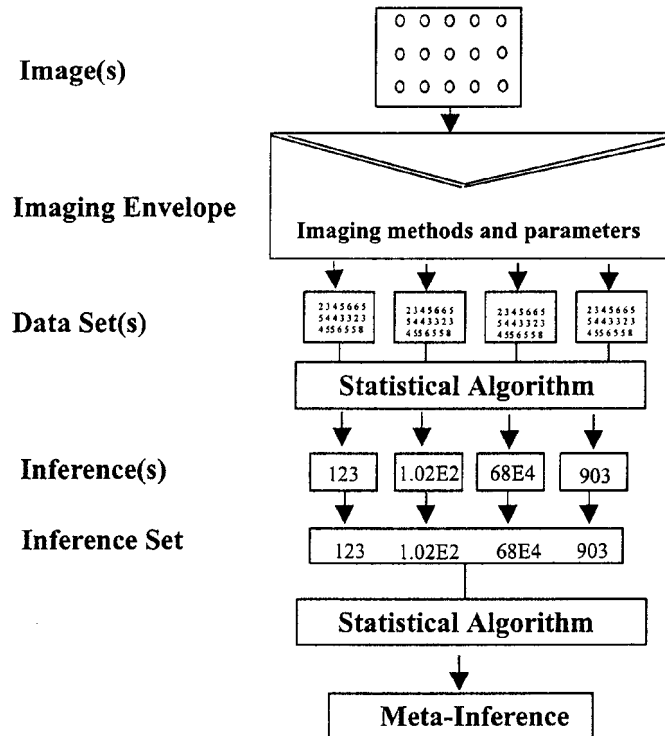 Image(s)
Imaging Envelope
Imaging methods and parameters
Data Set(s)
2345665
5443323
4556558
2345665
5443323
4556558
2345665
5443323
4556558
2345665
5443323
4556558
Statistical Algorithm
Inference(s)
123
1.02E2
68E4
903
Inference Set
123 1.02E2 68E4 903
Statistical Algorithm
Meta-Inference